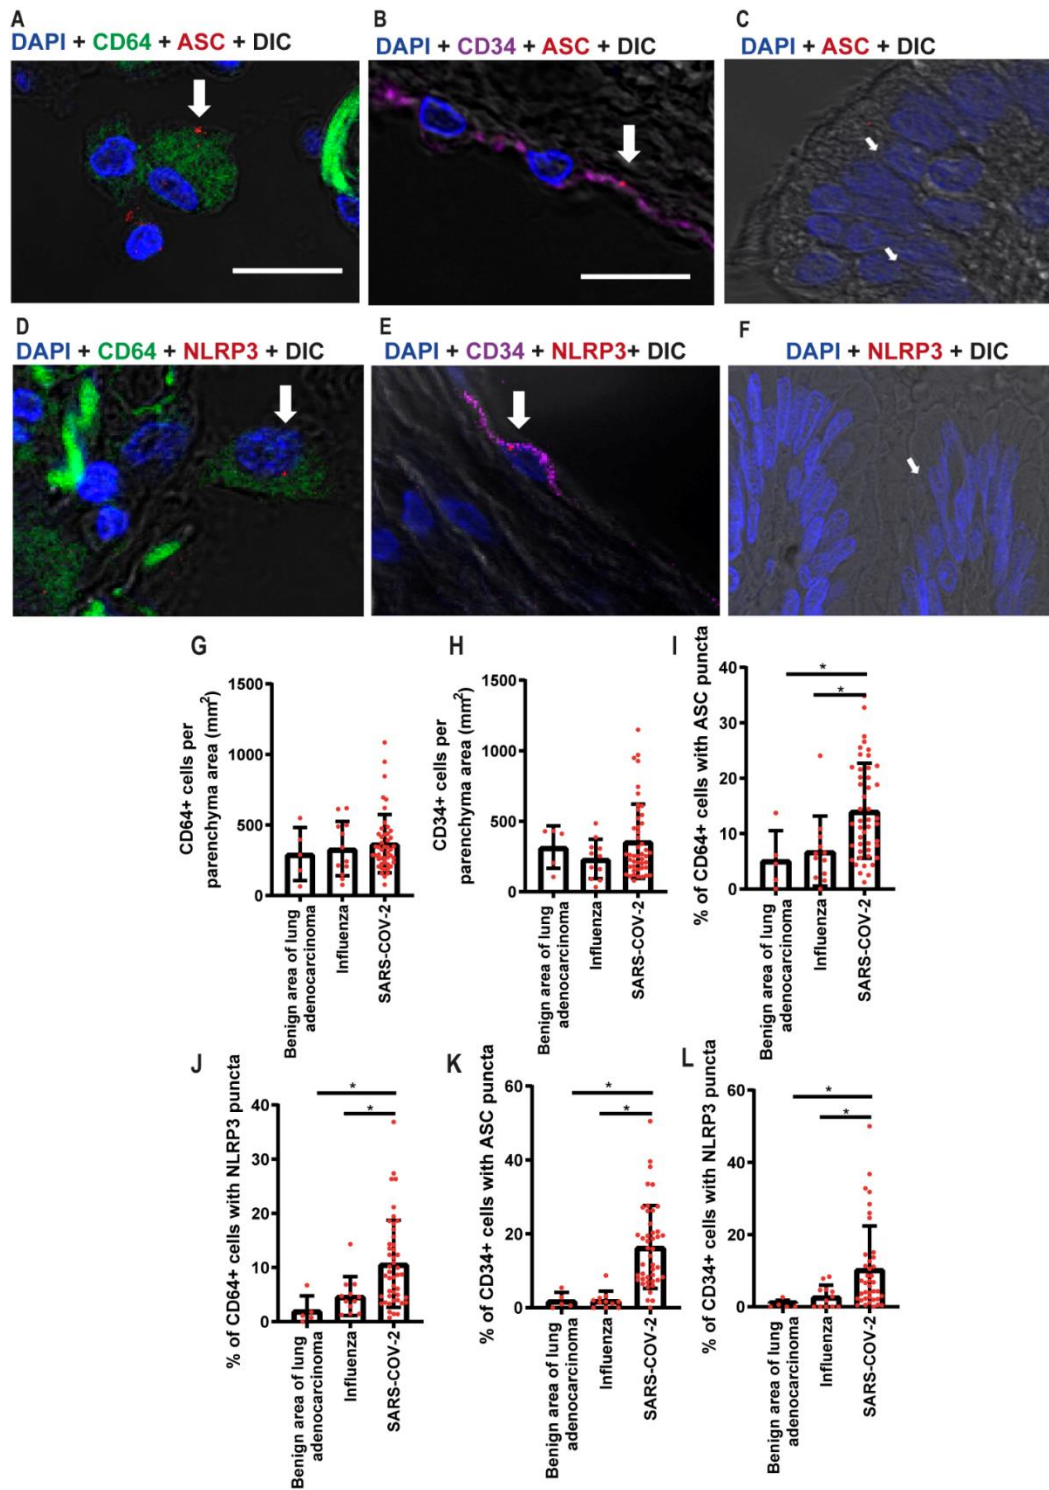 A
DAPI + CD64 + ASC + DIC
B
DAPI + CD34 + ASC + DIC
C
DAPI + ASC + DIC
D
DAPI + CD64 + NLRP3 + DIC
E
DAPI + CD34 + NLRP3+ DIC
F
DAPI + NLRP3 + DIC
G
CD64+ cells per
parenchyma area (mm²)
1500
1000
500
0
Benign area of lung
adenocarcinoma
Influenza
SARS-COV-2
H
CD34+ cells per
parenchyma area (mm²)
1500
1000
500
0
Benign area of lung
adenocarcinoma
Influenza
SARS-COV-2
I
% of CD64+ cells with ASC puncta
40
30
20
10
0
*
*
Benign area of lung
adenocarcinoma
Influenza
SARS-COV-2
J
% of CD64+ cells with NLRP3 puncta
40
30
20
10
0
*
*
Benign area of lung
adenocarcinoma
Influenza
SARS-COV-2
K
% of CD34+ cells with ASC puncta
60
40
20
0
*
*
Benign area of lung
adenocarcinoma
Influenza
SARS-COV-2
L
% of CD34+ cells with NLRP3 puncta
60
40
20
0
*
*
Benign area of lung
adenocarcinoma
Influenza
SARS-COV-2